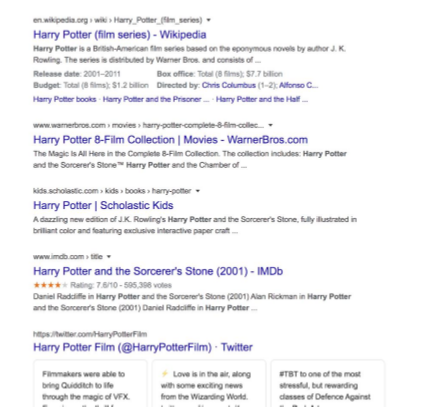 en.wikipedia.org › wiki › Harry_Potter_(film_series)
Harry Potter (film series) - Wikipedia
Harry Potter is a British-American film series based on the eponymous novels by author J. K.
Rowling. The series is distributed by Warner Bros. and consists of ...
Release date: 2001–2011 Box office: Total (8 films); $7.7 billion
Budget: Total (8 films); $1.2 billion Directed by: Chris Columbus (1–2); Alfonso C...
Harry Potter books · Harry Potter and the Prisoner ... · Harry Potter and the Half ...
www.warnerbros.com › movies › harry-potter-complete-8-film-collec...
Harry Potter 8-Film Collection | Movies - WarnerBros.com
The Magic Is All Here in the Complete 8-Film Collection. The collection includes: Harry Potter
and the Sorcerer's Stone™ Harry Potter and the Chamber of ...
kids.scholastic.com › kids › books › harry-potter
Harry Potter | Scholastic Kids
A dazzling new edition of J.K. Rowling's Harry Potter and the Sorcerer's Stone, fully illustrated in
brilliant color and featuring exclusive interactive paper craft ...
www.imdb.com › title
Harry Potter and the Sorcerer's Stone (2001) - IMDb
Rating: 7.6/10 - 595,398 votes
Daniel Radcliffe in Harry Potter and the Sorcerer's Stone (2001) Alan Rickman in Harry Potter
and the Sorcerer's Stone (2001) Daniel Radcliffe in Harry Potter ...
https://twitter.com/HarryPotterFilm
Harry Potter Film (@HarryPotterFilm) · Twitter
Filmmakers were able to
bring Quidditch to life
through the magic of VFX.
Love is in the air, along
with some exciting news
from the Wizarding World.
#TBT to one of the most
stressful, but rewarding
classes of Defence Against